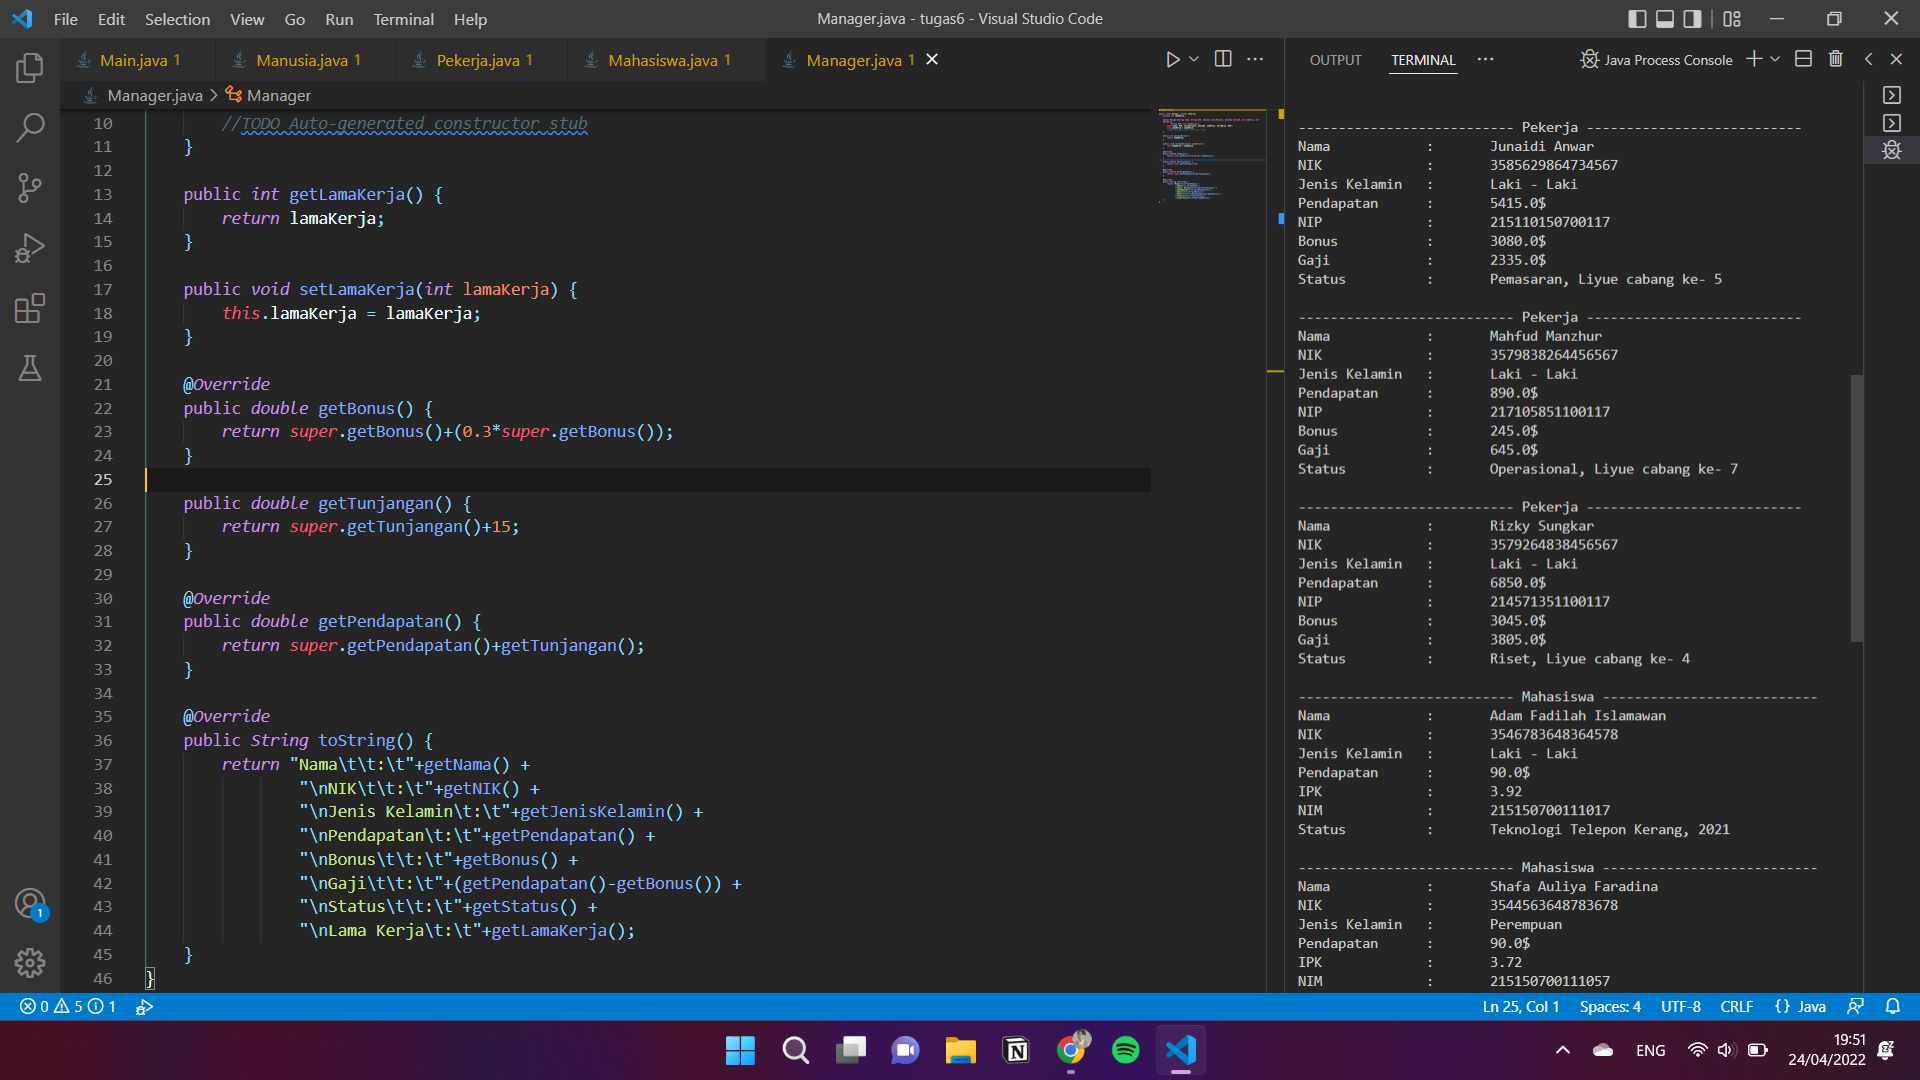 File Edit Selection View Go Run Terminal Help
Manager.java - tugas6 - Visual Studio Code
Main.java 1 Manusia.java 1 Pekerja.java 1 Mahasiswa.java 1 Manager.java 1
Manager.java > Manager
10 //TODO Auto-generated constructor stub
11 }
12
13 public int getLamaKerja() {
14 return lamaKerja;
15 }
16
17 public void setLamaKerja(int lamaKerja) {
18 this.lamaKerja = lamaKerja;
19 }
20
21 @Override
22 public double getBonus() {
23 return super.getBonus()+(0.3*super.getBonus());
24 }
25
26 public double getTunjangan() {
27 return super.getTunjangan()+15;
28 }
29
30 @Override
31 public double getPendapatan() {
32 return super.getPendapatan()+getTunjangan();
33 }
34
35 @Override
36 public String toString() {
37 return "Nama\t\t:\t"+getNama() +
38 "\nNIK\t\t:\t"+getNIK() +
39 "\nJenis Kelamin\t:\t"+getJenisKelamin() +
40 "\nPendapatan\t:\t"+getPendapatan() +
41 "\nBonus\t\t:\t"+getBonus() +
42 "\nGaji\t\t:\t"+(getPendapatan()-getBonus()) +
43 "\nStatus\t\t:\t"+getStatus() +
44 "\nLama Kerja\t:\t"+getLamaKerja();
45 }
46 }
OUTPUT TERMINAL ··· Java Process Console
--------------------------- Pekerja ---------------------------
Nama : Junaidi Anwar
NIK : 3585629864734567
Jenis Kelamin : Laki - Laki
Pendapatan : 5415.0$
NIP : 215110150700117
Bonus : 3080.0$
Gaji : 2335.0$
Status : Pemasaran, Liyue cabang ke- 5
--------------------------- Pekerja ---------------------------
Nama : Mahfud Manzhur
NIK : 3579838264456567
Jenis Kelamin : Laki - Laki
Pendapatan : 890.0$
NIP : 217105851100117
Bonus : 245.0$
Gaji : 645.0$
Status : Operasional, Liyue cabang ke- 7
--------------------------- Pekerja ---------------------------
Nama : Rizky Sungkar
NIK : 3579264838456567
Jenis Kelamin : Laki - Laki
Pendapatan : 6850.0$
NIP : 214571351100117
Bonus : 3045.0$
Gaji : 3805.0$
Status : Riset, Liyue cabang ke- 4
--------------------------- Mahasiswa ---------------------------
Nama : Adam Fadilah Islamawan
NIK : 3546783648364578
Jenis Kelamin : Laki - Laki
Pendapatan : 90.0$
IPK : 3.92
NIM : 215150700111017
Status : Teknologi Telepon Kerang, 2021
--------------------------- Mahasiswa ---------------------------
Nama : Shafa Auliya Faradina
NIK : 3544563648783678
Jenis Kelamin : Perempuan
Pendapatan : 90.0$
IPK : 3.72
NIM : 215150700111057
1
0 5 1
Ln 25, Col 1 Spaces: 4 UTF-8 CRLF {} Java
ENG 19:51
24/04/2022